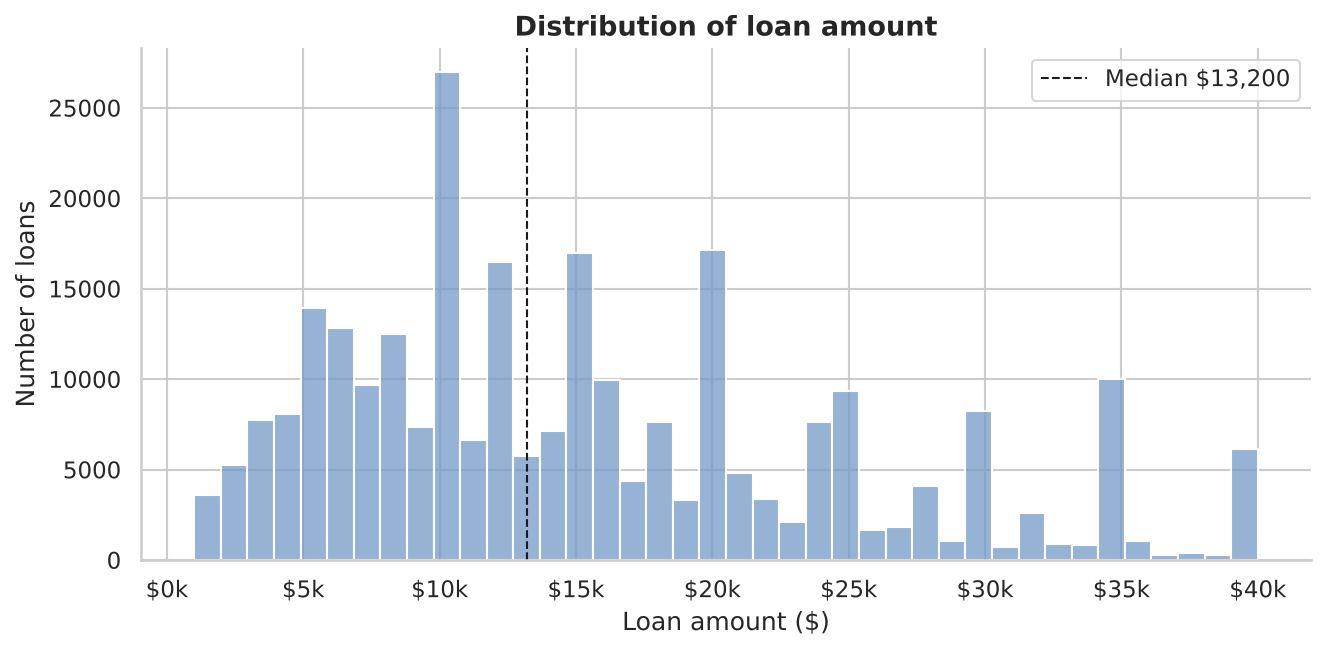 Distribution of loan amount
Median $13,200
Number of loans
25000
20000
15000
10000
5000
0
$0k $5k $10k $15k $20k $25k $30k $35k $40k
Loan amount ($)